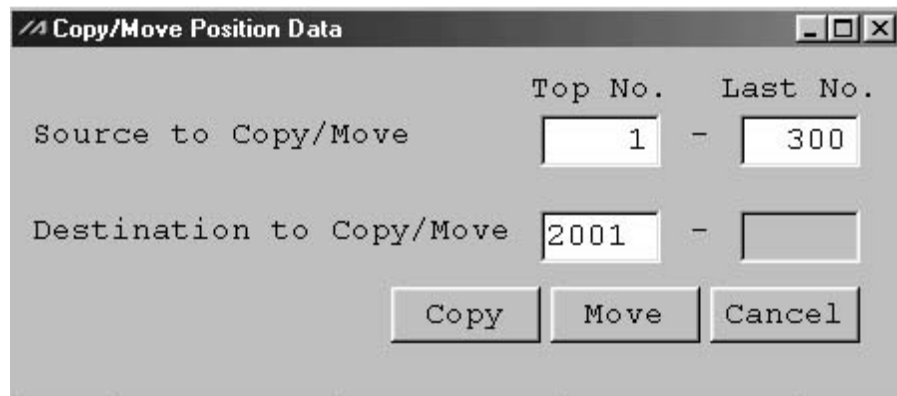 Copy/Move Position Data
Top No. Last No.
Source to Copy/Move 1 - 300
Destination to Copy/Move 2001 -
Copy Move Cancel